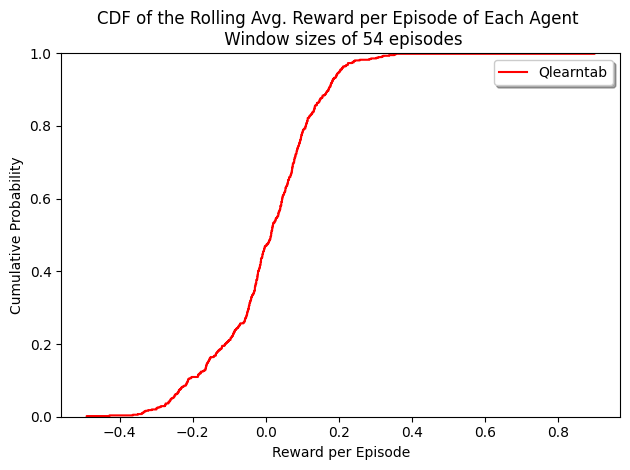 CDF of the Rolling Avg. Reward per Episode of Each Agent
Window sizes of 54 episodes
Qlearntab
1.0
0.8
0.6
0.4
0.2
0.0
Cumulative Probability
−0.4 −0.2 0.0 0.2 0.4 0.6 0.8
Reward per Episode